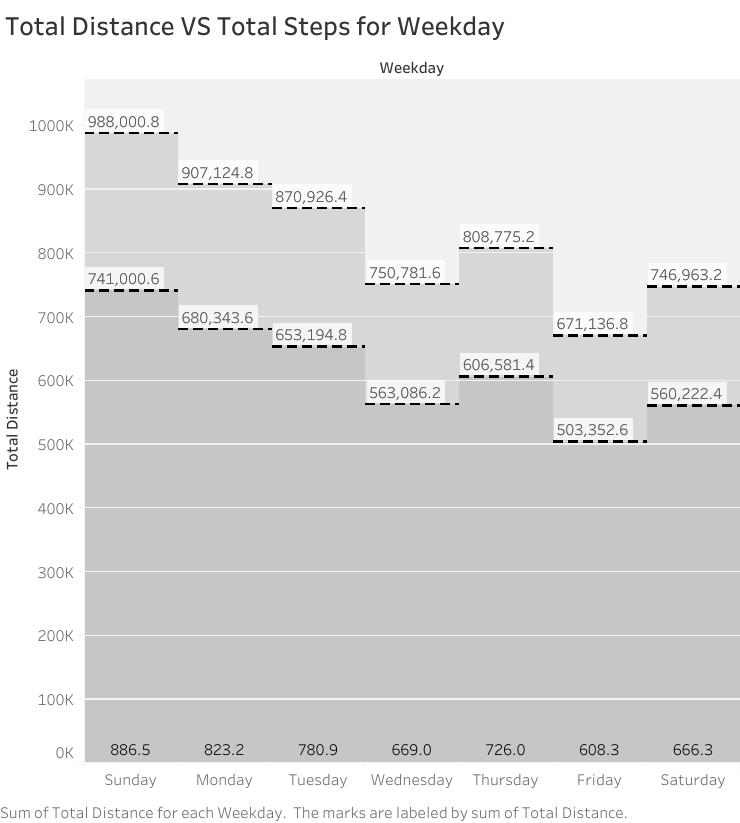 Total Distance VS Total Steps for Weekday
Weekday
1000K
900K
800K
700K
600K
500K
400K
300K
200K
100K
0K
Total Distance
988,000.8
907,124.8
870,926.4
750,781.6
808,775.2
671,136.8
746,963.2
741,000.6
680,343.6
653,194.8
563,086.2
606,581.4
503,352.6
560,222.4
886.5 823.2 780.9 669.0 726.0 608.3 666.3
Sunday Monday Tuesday Wednesday Thursday Friday Saturday
Sum of Total Distance for each Weekday. The marks are labeled by sum of Total Distance.